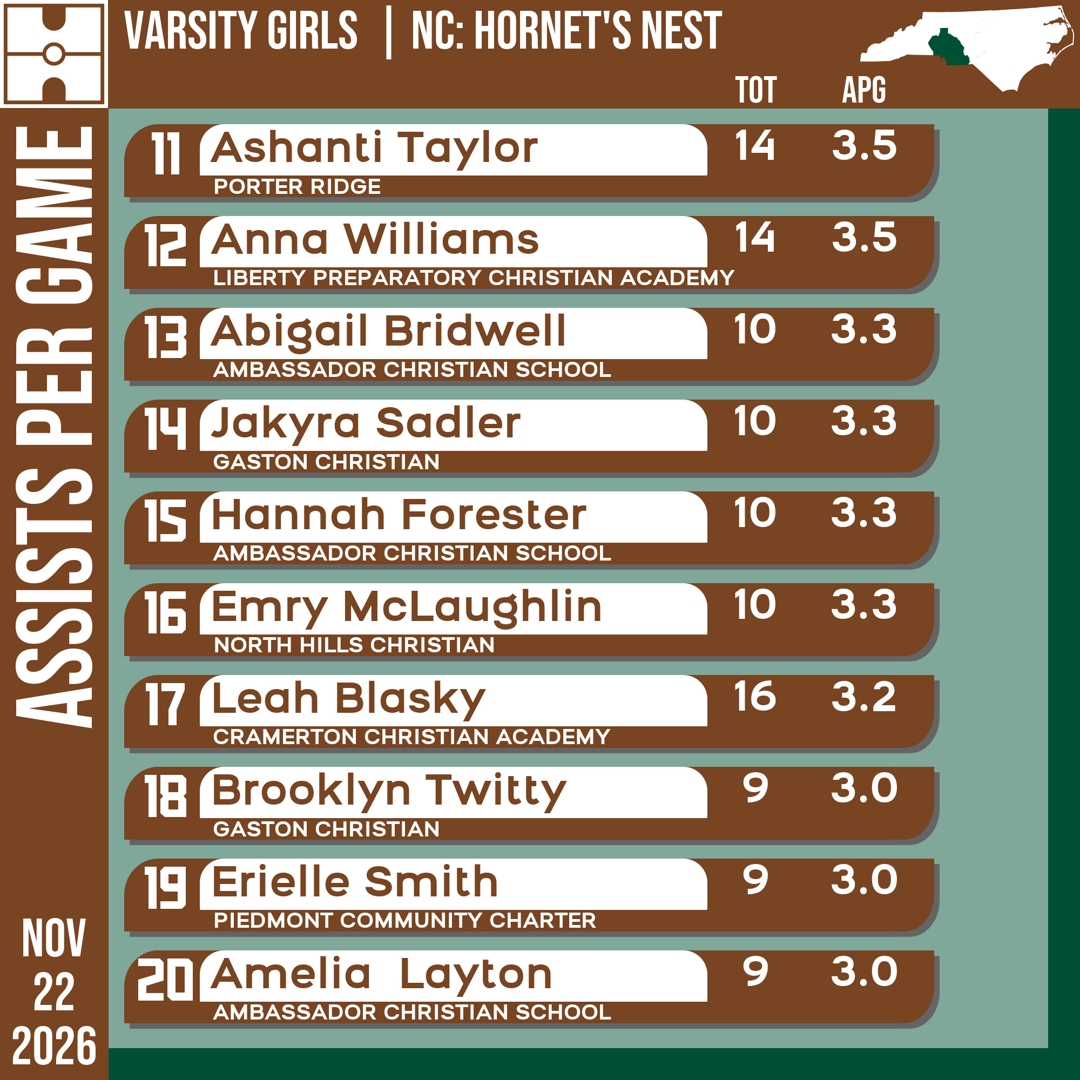 VARSITY GIRLS | NC: HORNET'S NEST
TOT APG
ASSISTS PER GAME
11 Ashanti Taylor 14 3.5
PORTER RIDGE
12 Anna Williams 14 3.5
LIBERTY PREPARATORY CHRISTIAN ACADEMY
13 Abigail Bridwell 10 3.3
AMBASSADOR CHRISTIAN SCHOOL
14 Jakyra Sadler 10 3.3
GASTON CHRISTIAN
15 Hannah Forester 10 3.3
AMBASSADOR CHRISTIAN SCHOOL
16 Emry McLaughlin 10 3.3
NORTH HILLS CHRISTIAN
17 Leah Blasky 16 3.2
CRAMERTON CHRISTIAN ACADEMY
18 Brooklyn Twitty 9 3.0
GASTON CHRISTIAN
19 Erielle Smith 9 3.0
PIEDMONT COMMUNITY CHARTER
20 Amelia Layton 9 3.0
AMBASSADOR CHRISTIAN SCHOOL
NOV
22
2026